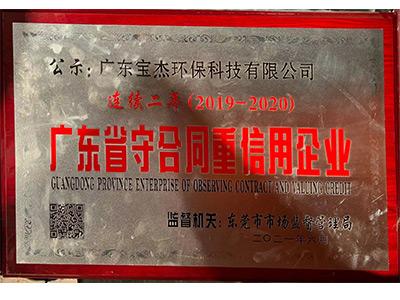 公示：广东宝杰环保科技有限公司
连续二年(2019-2020)
广东省守合同重信用企业
GUANGDONG PROVINCE ENTERPRISE OF OBSERVING CONTRACT AND VALUING CREDIT
监督机关：东莞市市场监督管理局
二〇二一年六月